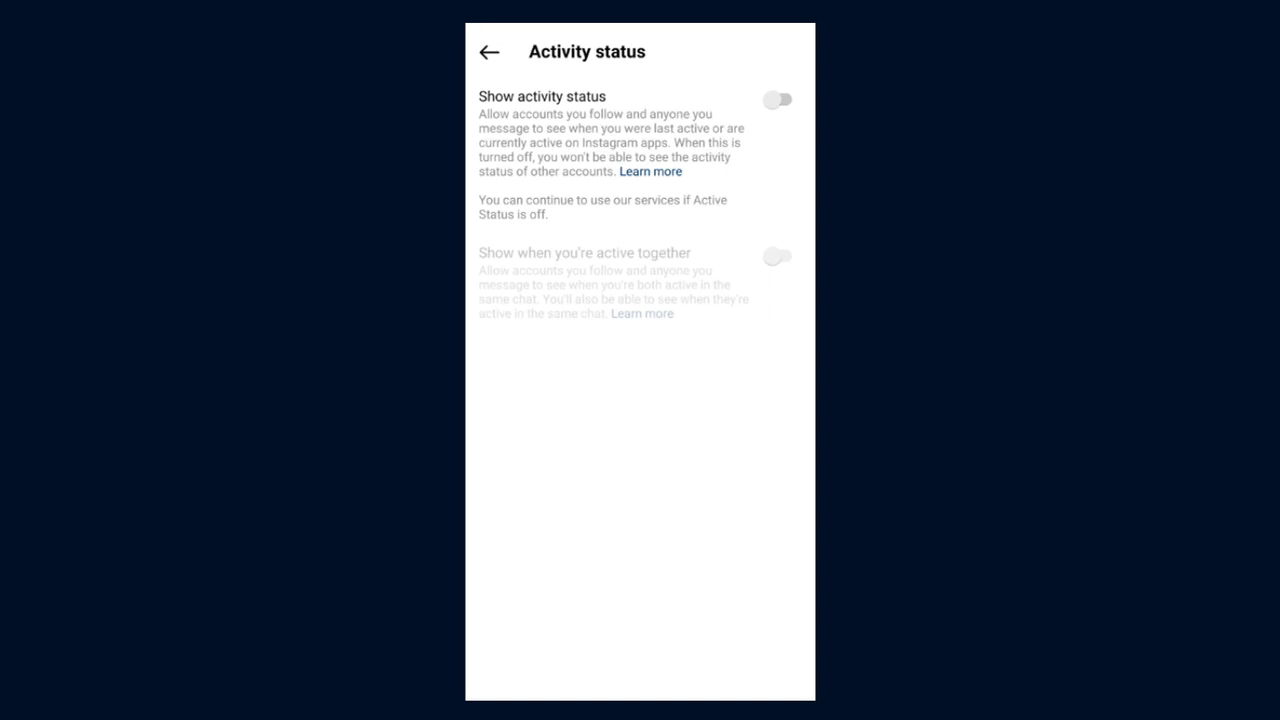 Activity status
Show activity status
Allow accounts you follow and anyone you
message to see when you were last active or are
currently active on Instagram apps. When this is
turned off, you won't be able to see the activity
status of other accounts. Learn more
You can continue to use our services if Active
Status is off.
Show when you're active together
Allow accounts you follow and anyone you
message to see when you're both active in the
same chat. You'll also be able to see when they're
active in the same chat. Learn more